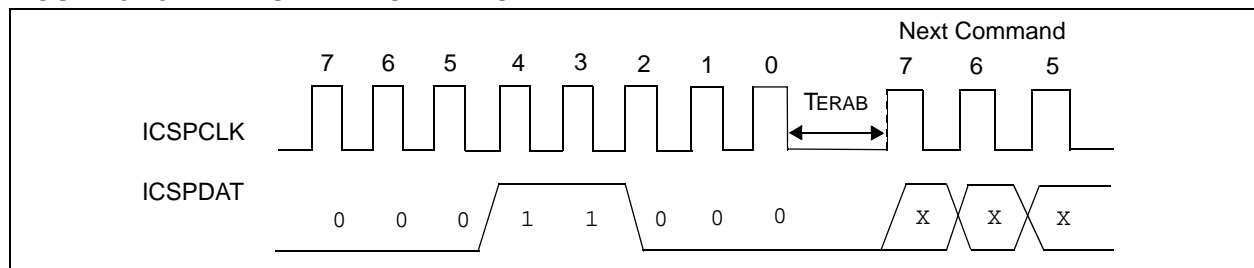 Next Command
7 6 5 4 3 2 1 0 7 6 5
TERAB
ICSPCLK
ICSPDAT
0 0 0 1 1 0 0 0 X X X